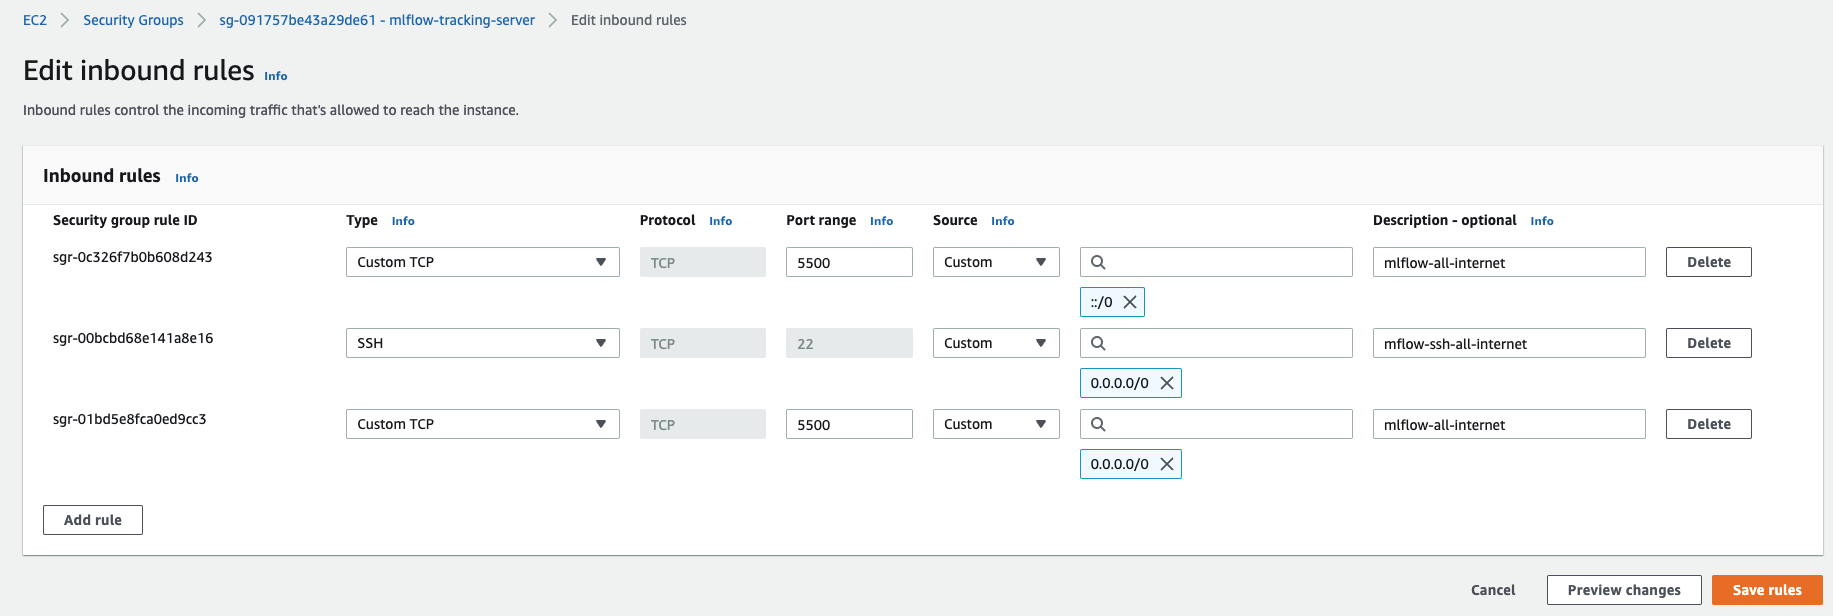 EC2 > Security Groups > sg-091757be43a29de61 - mlflow-tracking-server > Edit inbound rules
Edit inbound rules Info
Inbound rules control the incoming traffic that's allowed to reach the instance.
Inbound rules Info
Security group rule ID Type Info Protocol Info Port range Info Source Info Description - optional Info
sgr-0c326f7b0b608d243 Custom TCP TCP 5500 Custom mlflow-all-internet Delete
::/0
sgr-00bcbd68e141a8e16 SSH TCP 22 Custom mflow-ssh-all-internet Delete
0.0.0.0/0
sgr-01bd5e8fca0ed9cc3 Custom TCP TCP 5500 Custom mlflow-all-internet Delete
0.0.0.0/0
Add rule
Cancel Preview changes Save rules